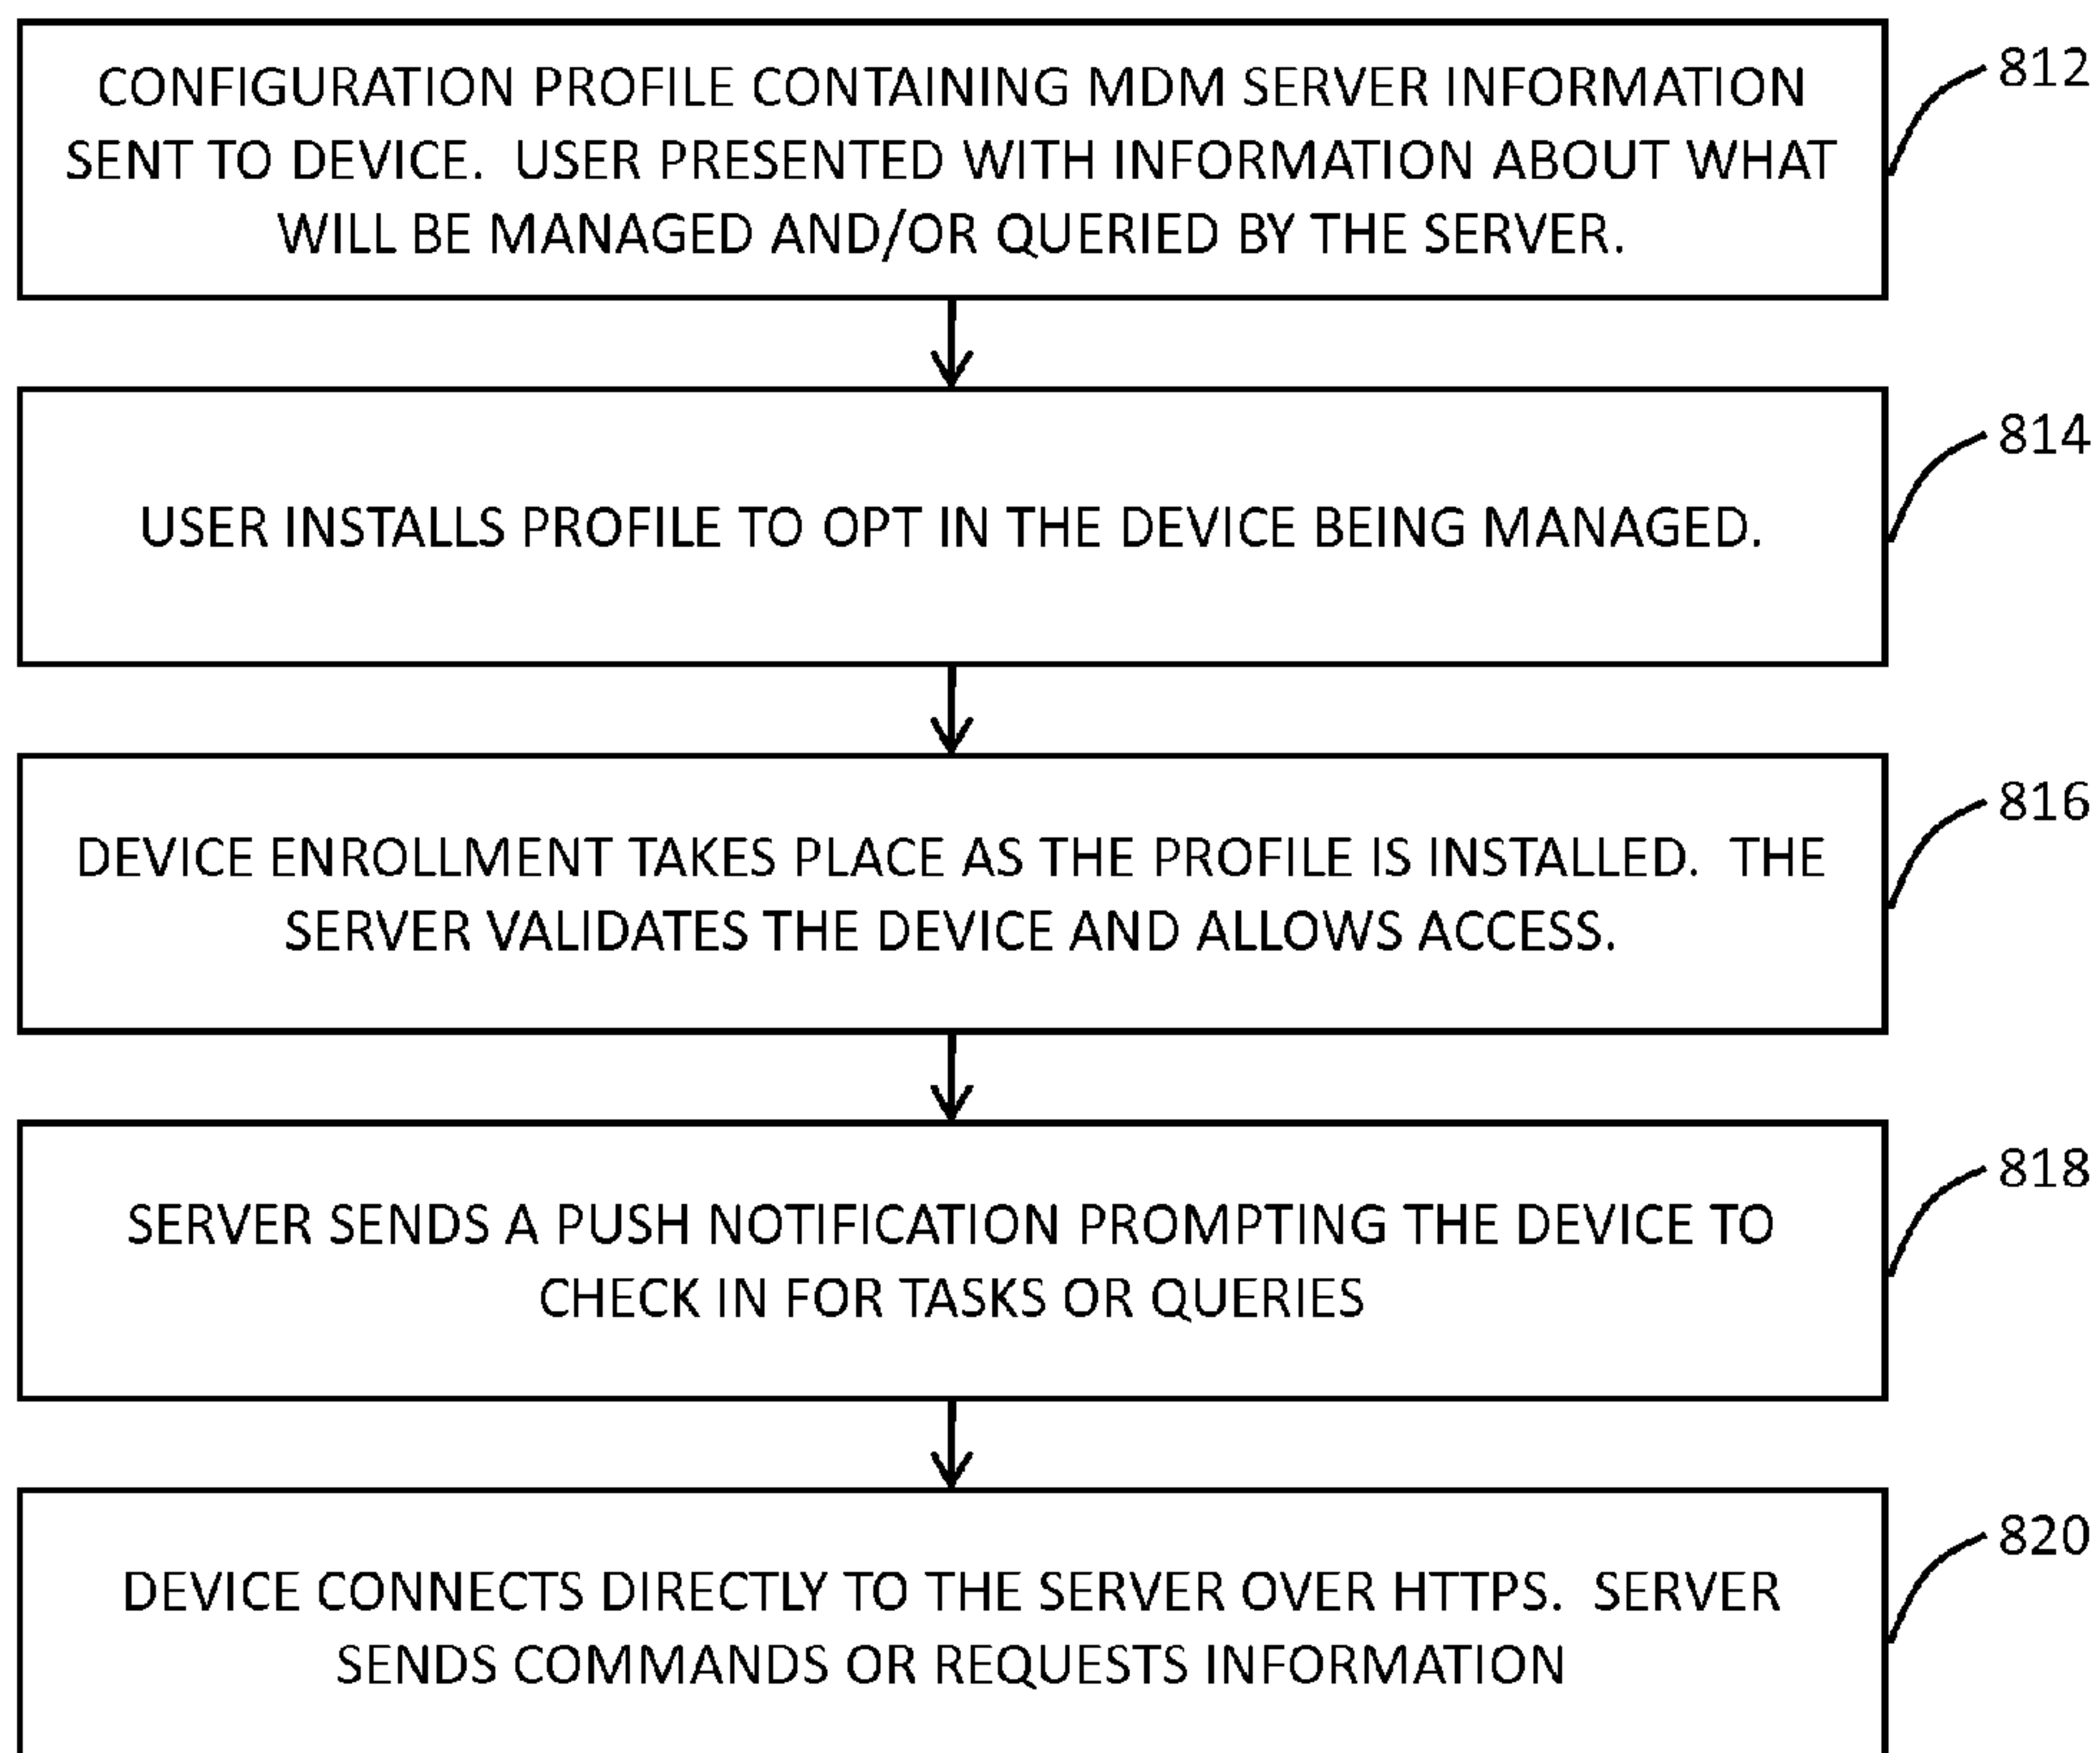 CONFIGURATION PROFILE CONTAINING MDM SERVER INFORMATION
SENT TO DEVICE. USER PRESENTED WITH INFORMATION ABOUT WHAT
WILL BE MANAGED AND/OR QUERIED BY THE SERVER.
812
USER INSTALLS PROFILE TO OPT IN THE DEVICE BEING MANAGED.
814
DEVICE ENROLLMENT TAKES PLACE AS THE PROFILE IS INSTALLED. THE
SERVER VALIDATES THE DEVICE AND ALLOWS ACCESS.
816
SERVER SENDS A PUSH NOTIFICATION PROMPTING THE DEVICE TO
CHECK IN FOR TASKS OR QUERIES
818
DEVICE CONNECTS DIRECTLY TO THE SERVER OVER HTTPS. SERVER
SENDS COMMANDS OR REQUESTS INFORMATION
820